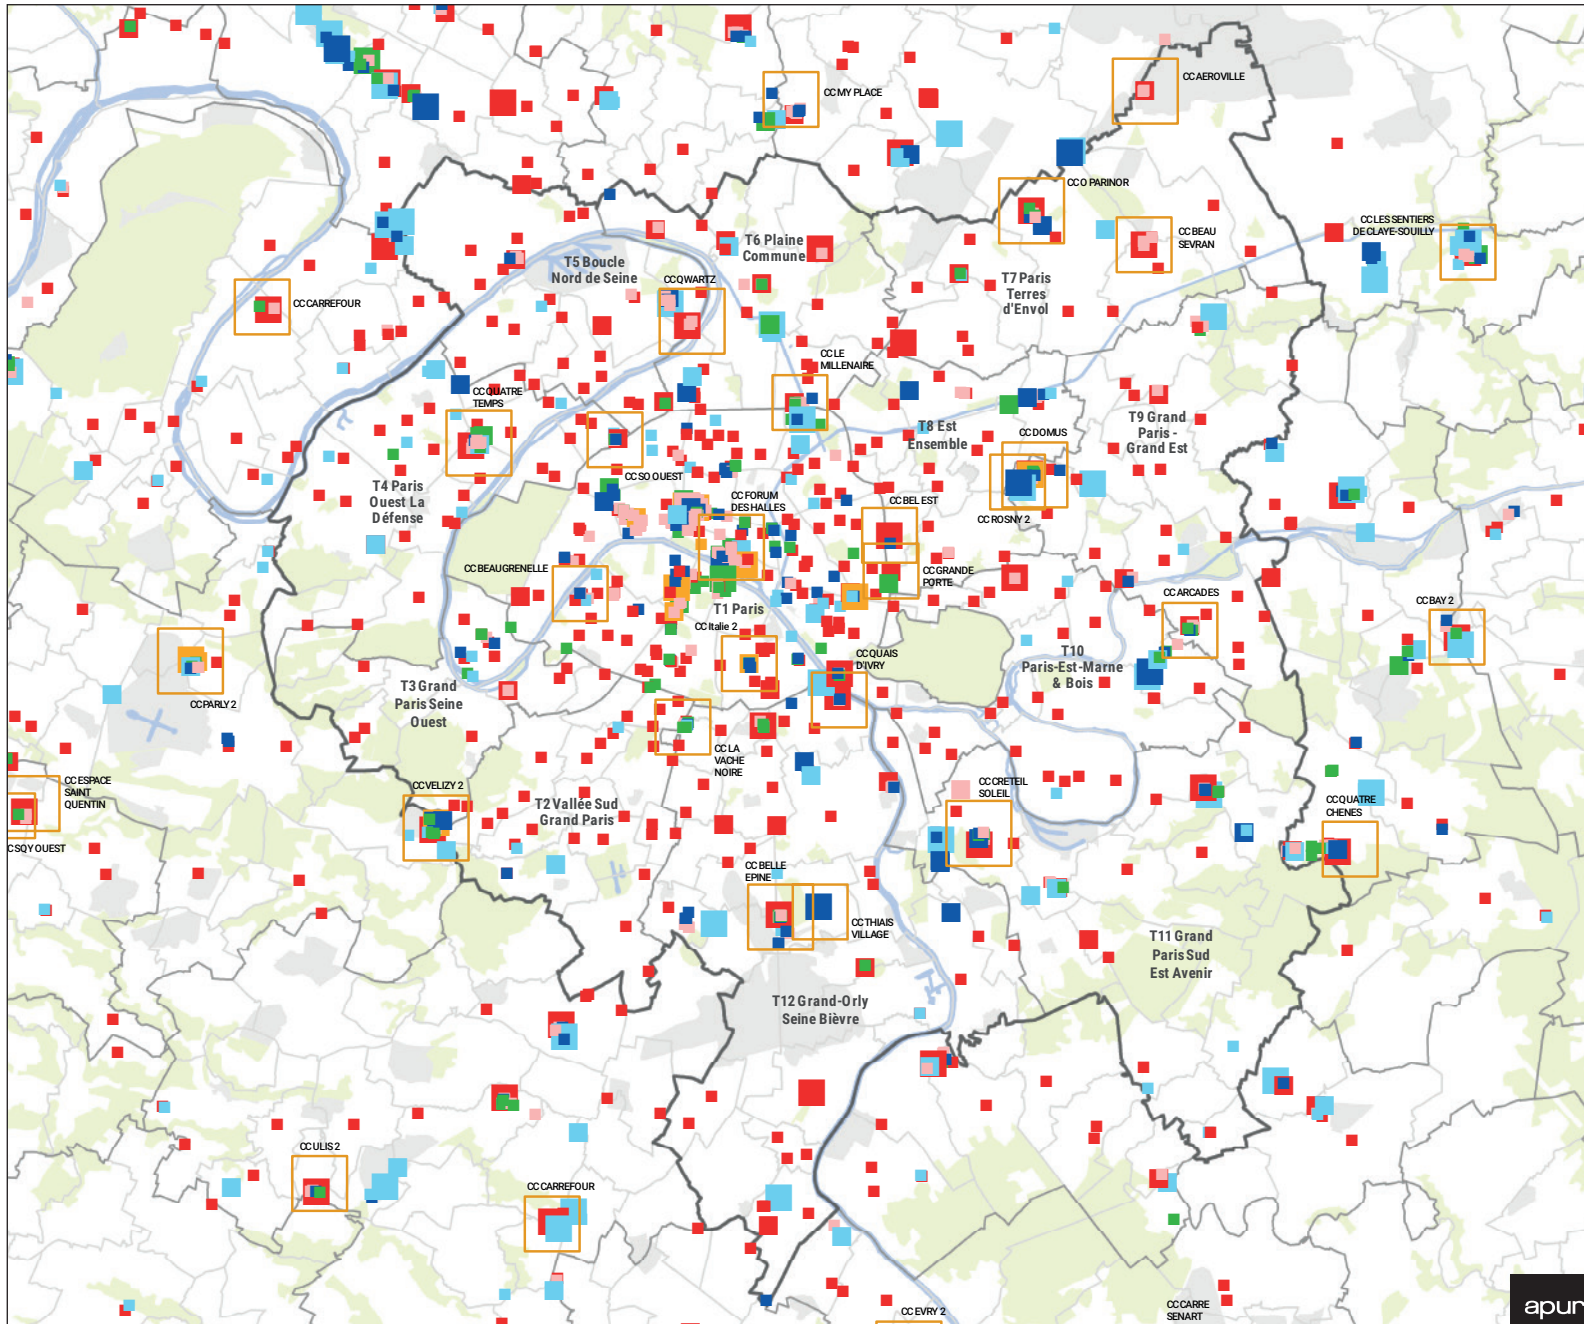 CC AEROVILLE
CC MY PLACE
CC O PARINOR
CC BEAU
SEVRAN
CC LES SENTIERS
DE CLAYE-SOUILLY
T6 Plaine
Commune
T5 Boucle
Nord de Seine
CC QWARTZ
T7 Paris
Terres
d'Envol
CC CARREFOUR
CC LE
MILLENAIRE
CC QUATRE
TEMPS
T8 Est
Ensemble
T9 Grand
Paris -
Grand Est
CC DOMUS
CC SO OUEST
T4 Paris
Ouest La
Défense
CC FORUM
DES HALLES
CC BEL EST
CC ROSNY 2
CC BEAUGRENELLE
CC GRANDE
PORTE
T1 Paris
CC ARCADES
CC BAY 2
CC Italie 2
CC QUAIS
D'IVRY
T10
Paris-Est-Marne
& Bois
CC PARLY 2
T3 Grand
Paris Seine
Ouest
CC LA
VACHE
NOIRE
CC ESPACE
SAINT
QUENTIN
CC VELIZY 2
T2 Vallée Sud
Grand Paris
CC CRETEIL
SOLEIL
CC QUATRE
CHENES
C SQY OUEST
CC BELLE
EPINE
CC THIAIS
VILLAGE
T11 Grand
Paris Sud
Est Avenir
T12 Grand-Orly
Seine Bièvre
CC ULIS 2
CC CARREFOUR
CC EVRY 2
CC CARRE
SENART
apur